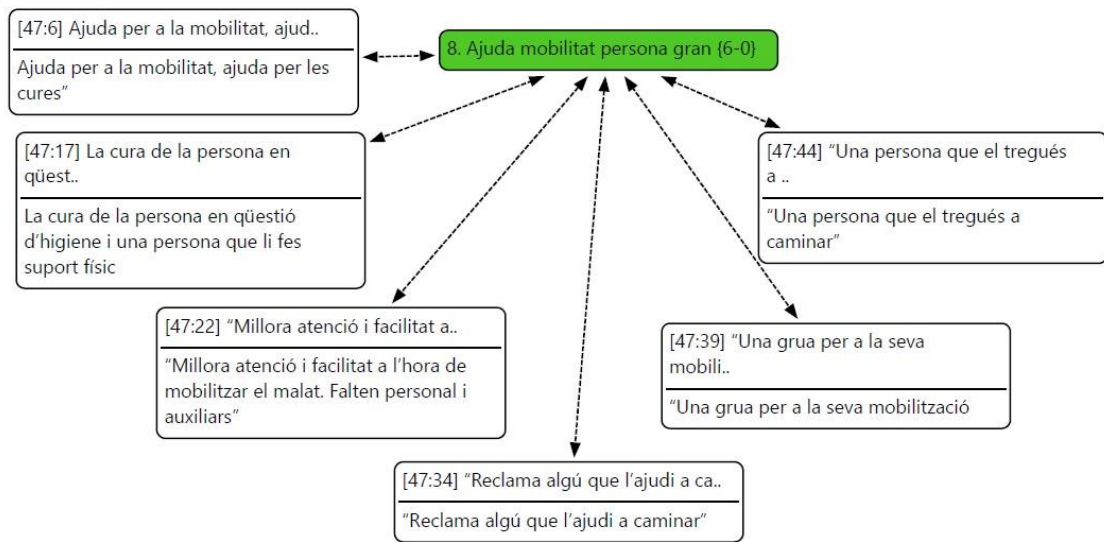 [47:6] Ajuda per a la mobilitat, ajud..
Ajuda per a la mobilitat, ajuda per les
cures”
8. Ajuda mobilitat persona gran {6-0}
[47:17] La cura de la persona en
qüest..
La cura de la persona en qüestió
d’higiene i una persona que li fes
suport físic
[47:44] “Una persona que el tregués
a ..
“Una persona que el tregués a
caminar”
[47:22] “Millora atenció i facilitat a..
“Millora atenció i facilitat a l’hora de
mobilitzar el malat. Falten personal i
auxiliars”
[47:39] “Una grua per a la seva
mobili..
“Una grua per a la seva mobilització
[47:34] “Reclama algú que l’ajudi a ca..
“Reclama algú que l’ajudi a caminar”